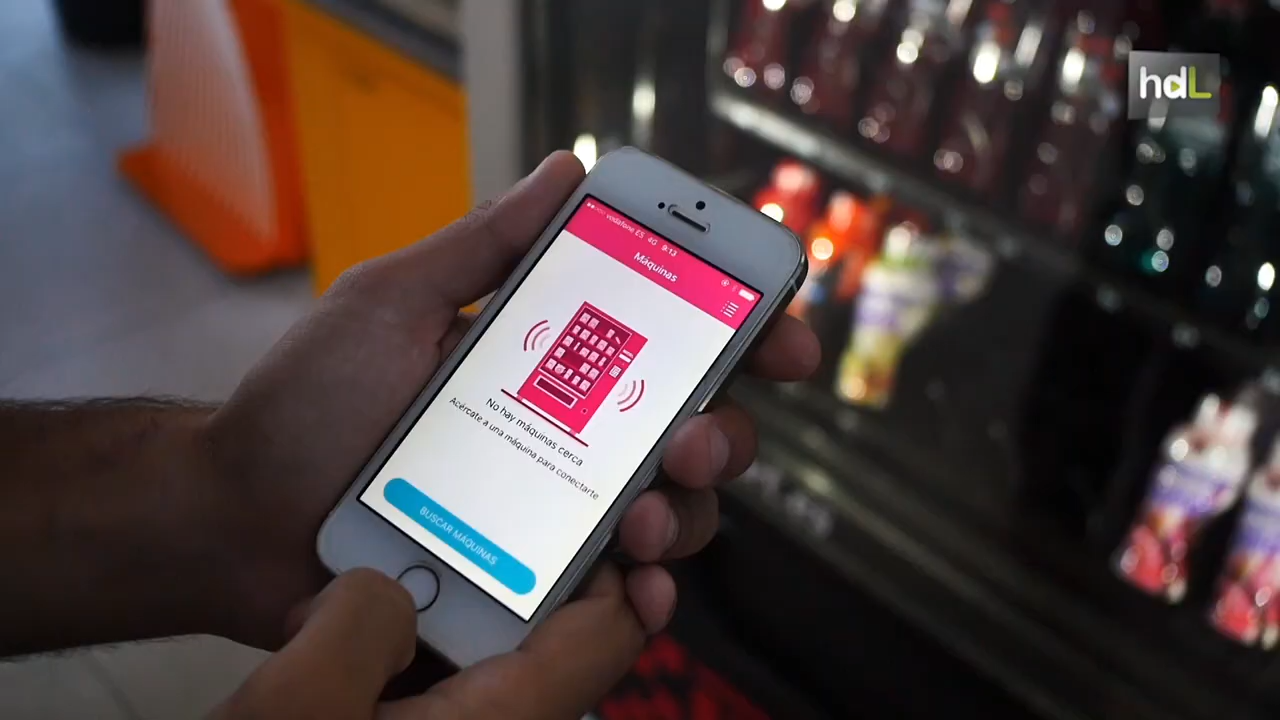 hdL
vodafone ES 4G 9:13
Máquinas
No hay máquinas cerca
Acércate a una máquina para conectarte
BUSCAR MÁQUINAS